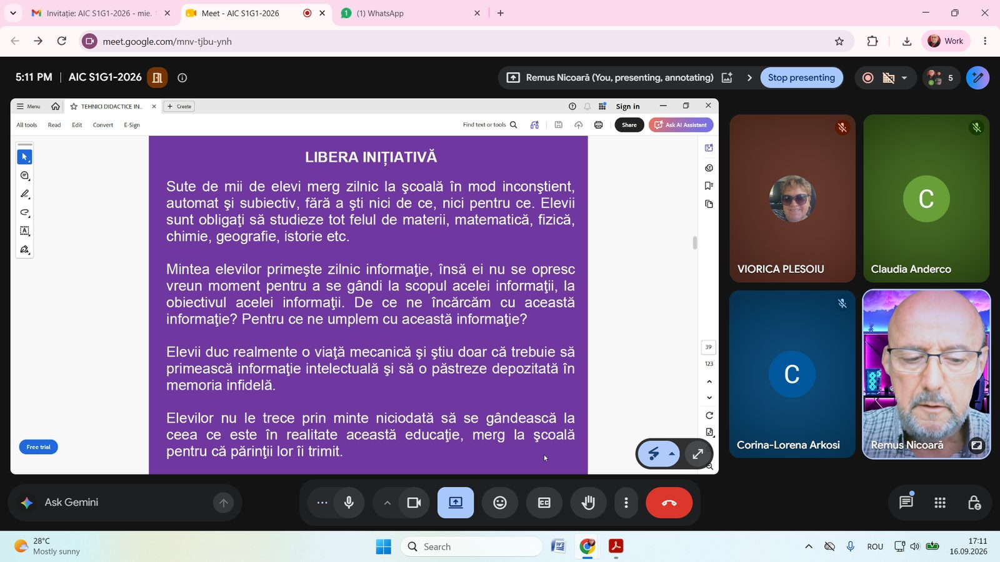 Invitație: AIC S1G1-2026 - mie.
Meet - AIC S1G1-2026
1
(1) WhatsApp
meet.google.com/mnv-tjbu-ynh
Work
5:11 PM
AIC S1G1-2026
Remus Nicoară (You, presenting, annotating)
Stop presenting
5
Menu
TEHNICI DIDACTICE IN...
Create
Sign in
All tools
Read
Edit
Convert
E-Sign
Find text or tools
Share
Ask AI Assistant
LIBERA INIȚIATIVĂ
Sute de mii de elevi merg zilnic la şcoală în mod inconştient,
automat şi subiectiv, fără a şti nici de ce, nici pentru ce. Elevii
sunt obligaţi să studieze tot felul de materii, matematică, fizică,
chimie, geografie, istorie etc.
Mintea elevilor primeşte zilnic informaţie, însă ei nu se opresc
vreun moment pentru a se gândi la scopul acelei informaţii, la
obiectivul acelei informaţii. De ce ne încărcăm cu această
informaţie? Pentru ce ne umplem cu această informaţie?
Elevii duc realmente o viaţă mecanică şi ştiu doar că trebuie să
primească informaţie intelectuală şi să o păstreze depozitată în
memoria infidelă.
Elevilor nu le trece prin minte niciodată să se gândească la
ceea ce este în realitate această educaţie, merg la şcoală
pentru că părinţii lor îi trimit.
39
123
Free trial
VIORICA PLESOIU
C
Claudia Anderco
C
Corina-Lorena Arkosi
Remus Nicoară
Ask Gemini
28°C
Mostly sunny
Search
ROU
17:11
16.09.2026